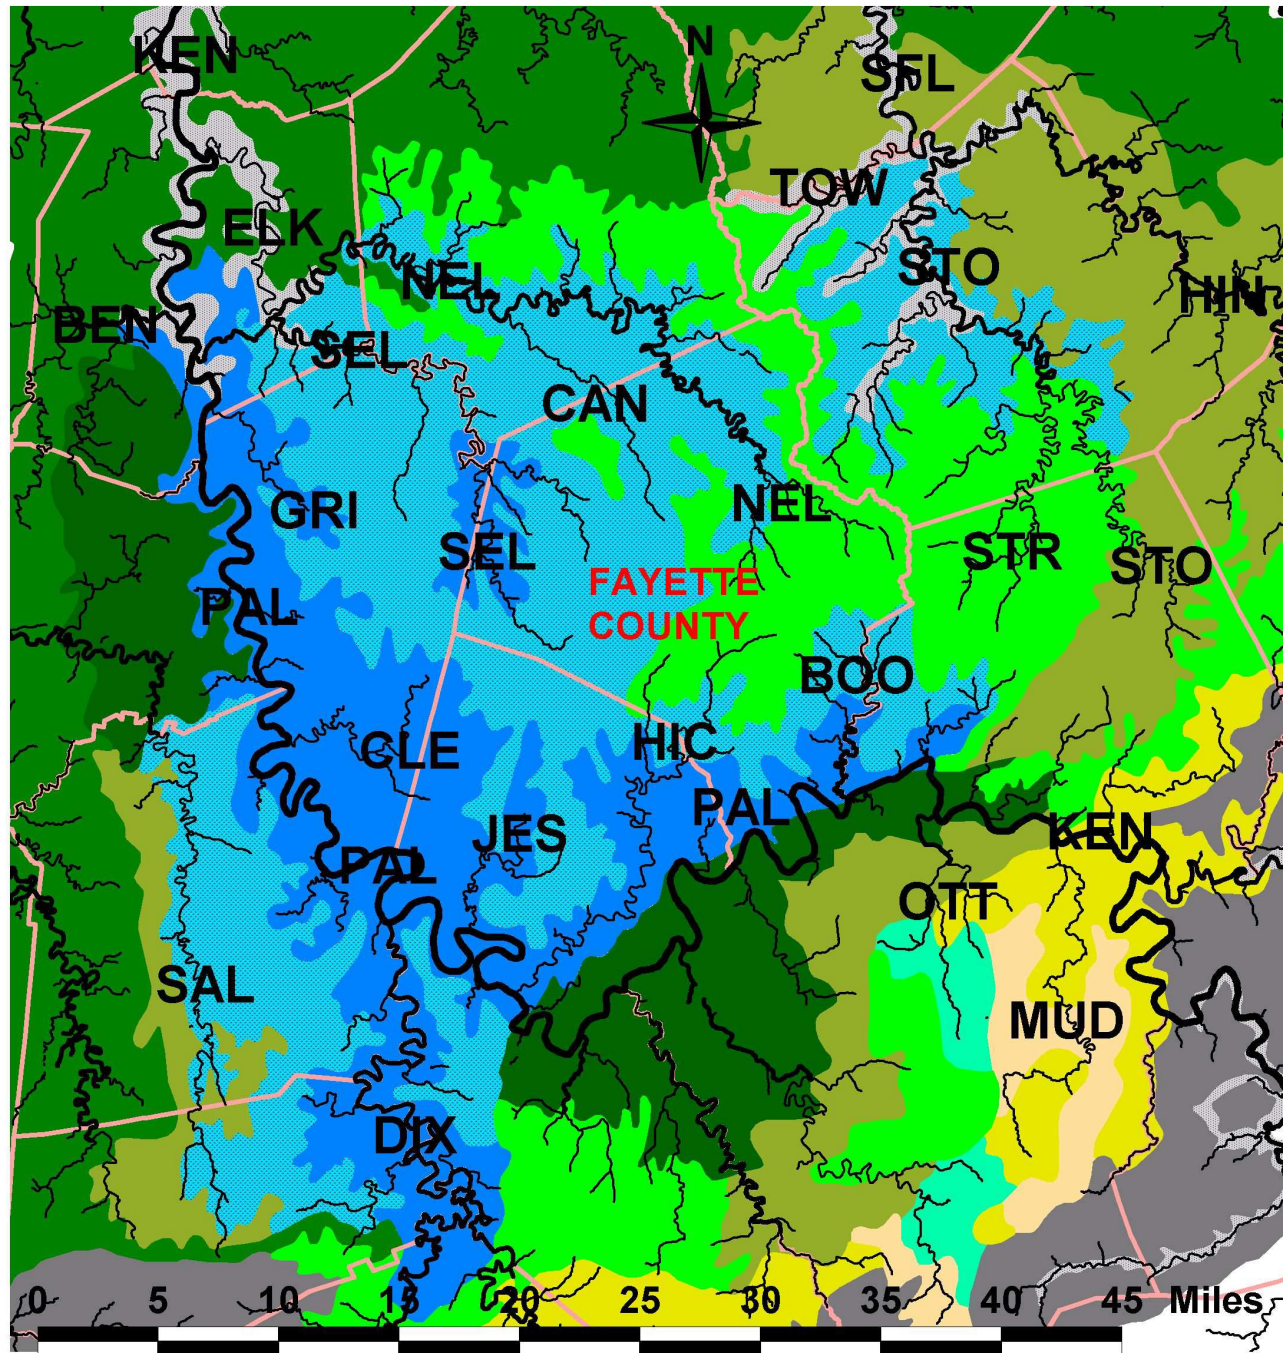 KEN
N
SFL
TOW
ELK
STO
NEL
HIN
BEN
SEL
CAN
GRI
NEL
SEL
STR
STO
FAYETTE
COUNTY
PAL
BOO
CLE
HIC
PAL
JES
KEN
PAL
OTT
SAL
MUD
DIX
0 5 10 15 20 25 30 35 40 45 Miles